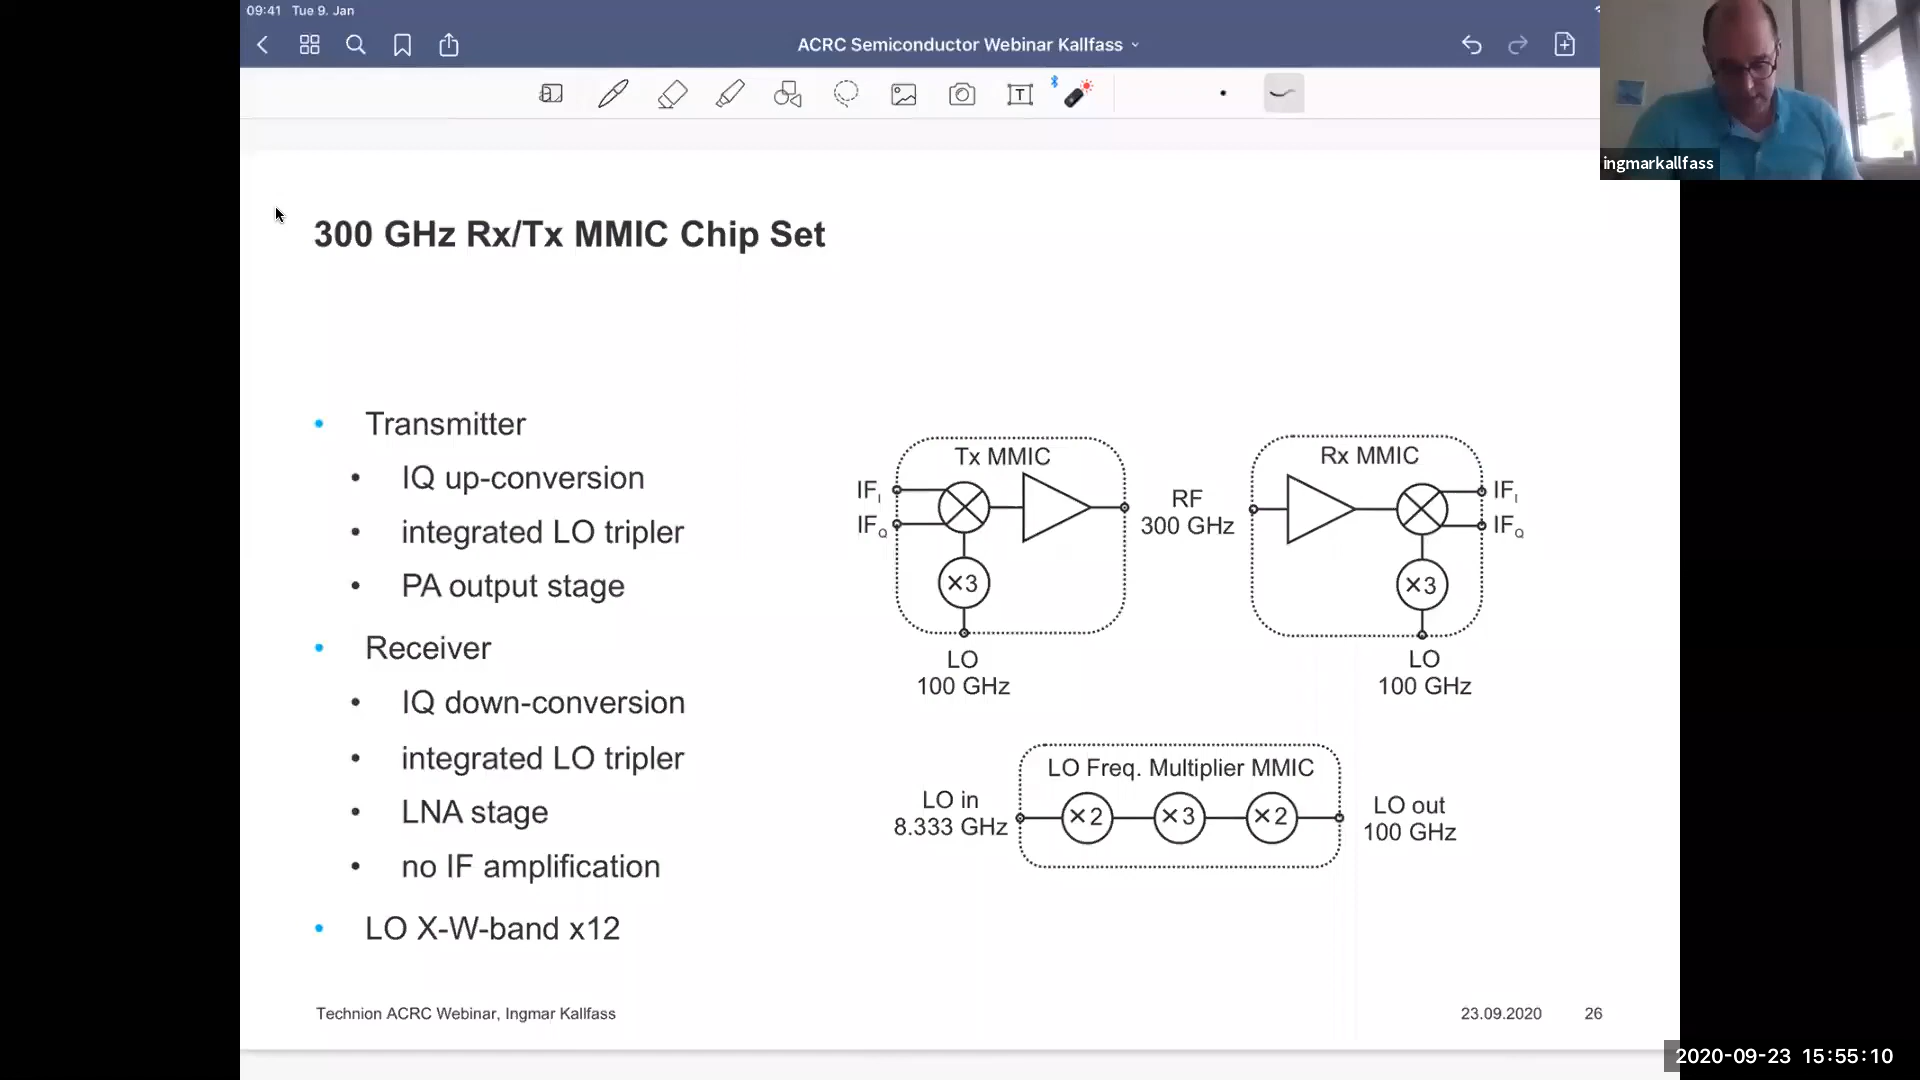 09:41 Tue 9. Jan
ACRC Semiconductor Webinar Kallfass
T
ingmarkallfass
300 GHz Rx/Tx MMIC Chip Set
• Transmitter
• IQ up-conversion
• integrated LO tripler
• PA output stage
• Receiver
• IQ down-conversion
• integrated LO tripler
• LNA stage
• no IF amplification
• LO X-W-band x12
Tx MMIC
IFI
IFQ
×3
LO
100 GHz
RF
300 GHz
Rx MMIC
IFI
IFQ
×3
LO
100 GHz
LO Freq. Multiplier MMIC
LO in
8.333 GHz
×2 ×3 ×2
LO out
100 GHz
Technion ACRC Webinar, Ingmar Kallfass
23.09.2020 26
2020-09-23 15:55:10